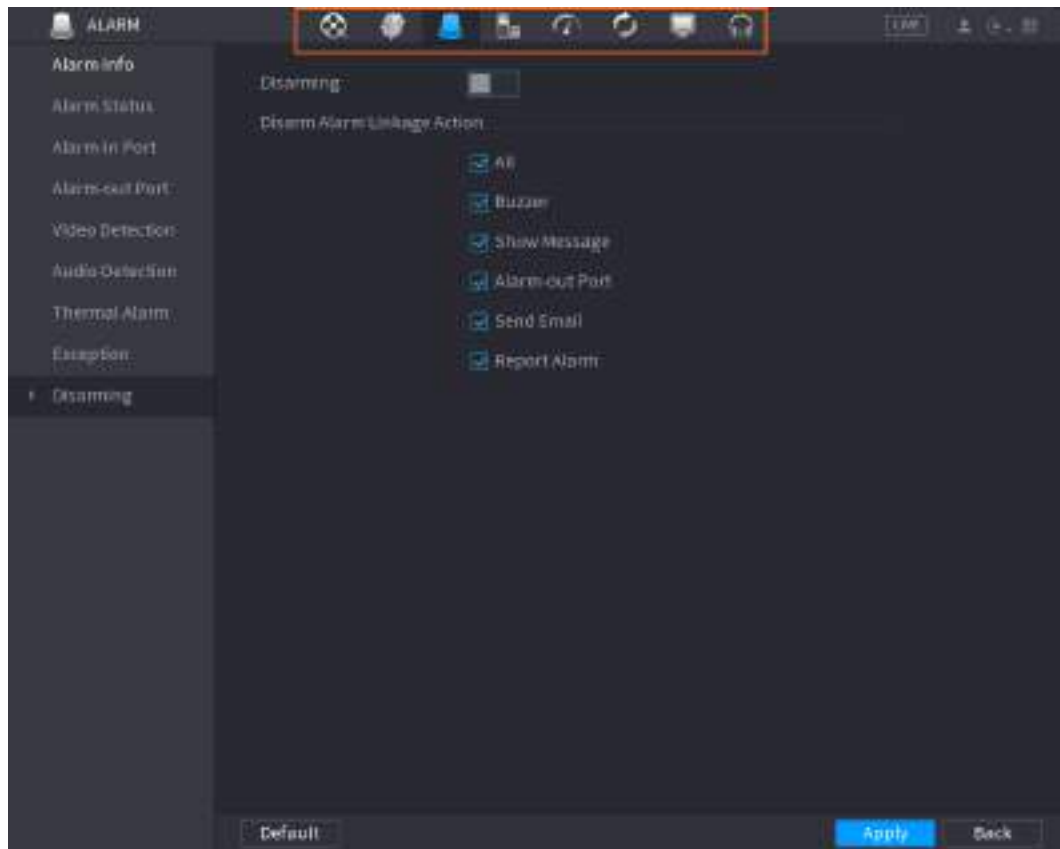 ALARM
LIVE
Alarm Info
Alarm Status
Alarm-in Port
Alarm-out Port
Video Detection
Audio Detection
Thermal Alarm
Exception
Disarming
Disarming
Disarm Alarm Linkage Action
All
Buzzer
Show Message
Alarm-out Port
Send Email
Report Alarm
Default
Apply
Back